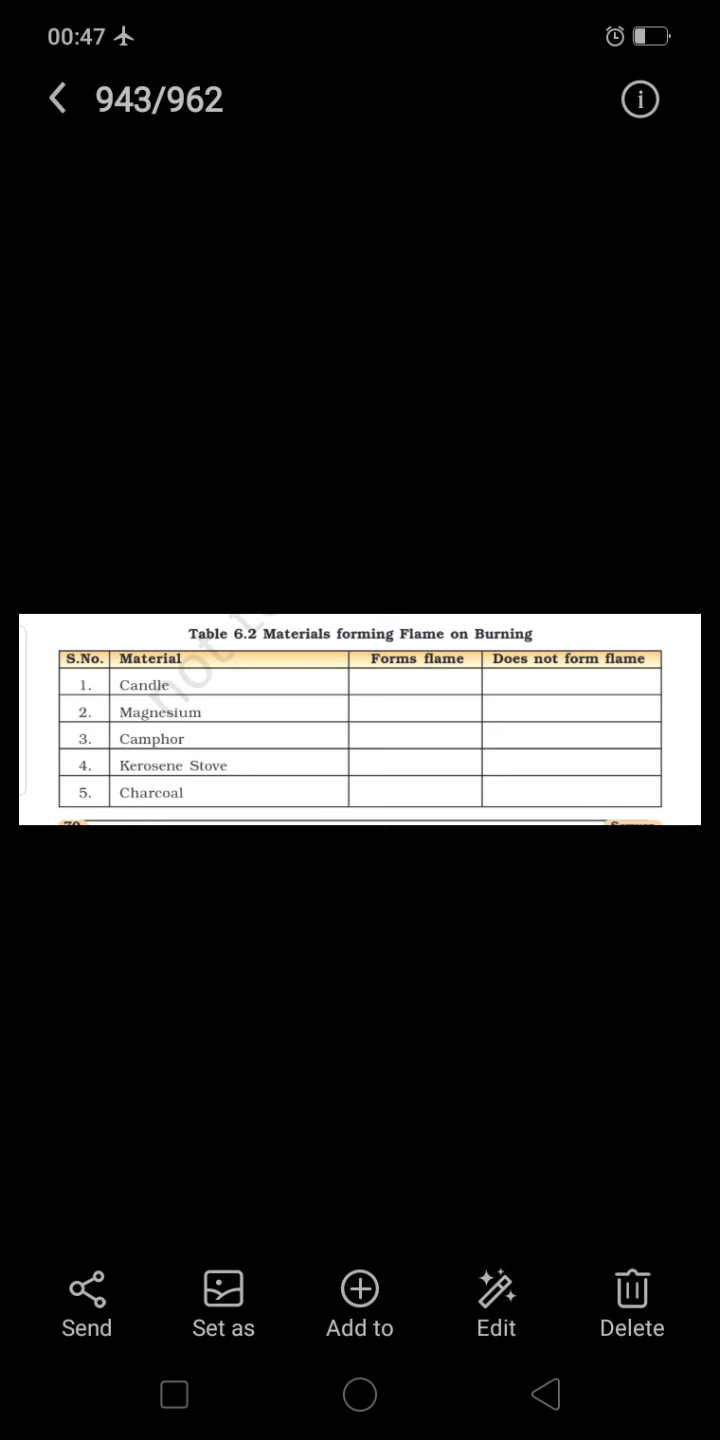 00:47
943/962
Table 6.2 Materials forming Flame on Burning
S.No. Material Forms flame Does not form flame
1. Candle
2. Magnesium
3. Camphor
4. Kerosene Stove
5. Charcoal
Send Set as Add to Edit Delete